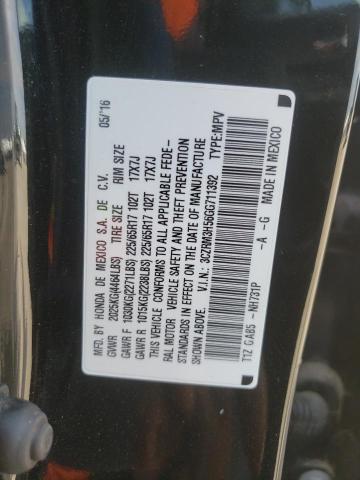 MFD. BY HONDA DE MEXICO S.A. DE C.V. 05/'16
GVWR 2025KG(4464LBS) TIRE SIZE RIM SIZE
GAWR F 1030KG(2271LBS) 225/65R17 102T 17X7J
GAWR R 1015KG(2238LBS) 225/65R17 102T 17X7J
THIS VEHICLE CONFORMS TO ALL APPLICABLE FEDE-
RAL MOTOR VEHICLE SAFETY AND THEFT PREVENTION
STANDARDS IN EFFECT ON THE DATE OF MANUFACTURE
SHOWN ABOVE. V.I.N.: 3CZRM3H56GG711392 TYPE:MPV
T1Z CAB5 -NH731P -A -G MADE IN MEXICO